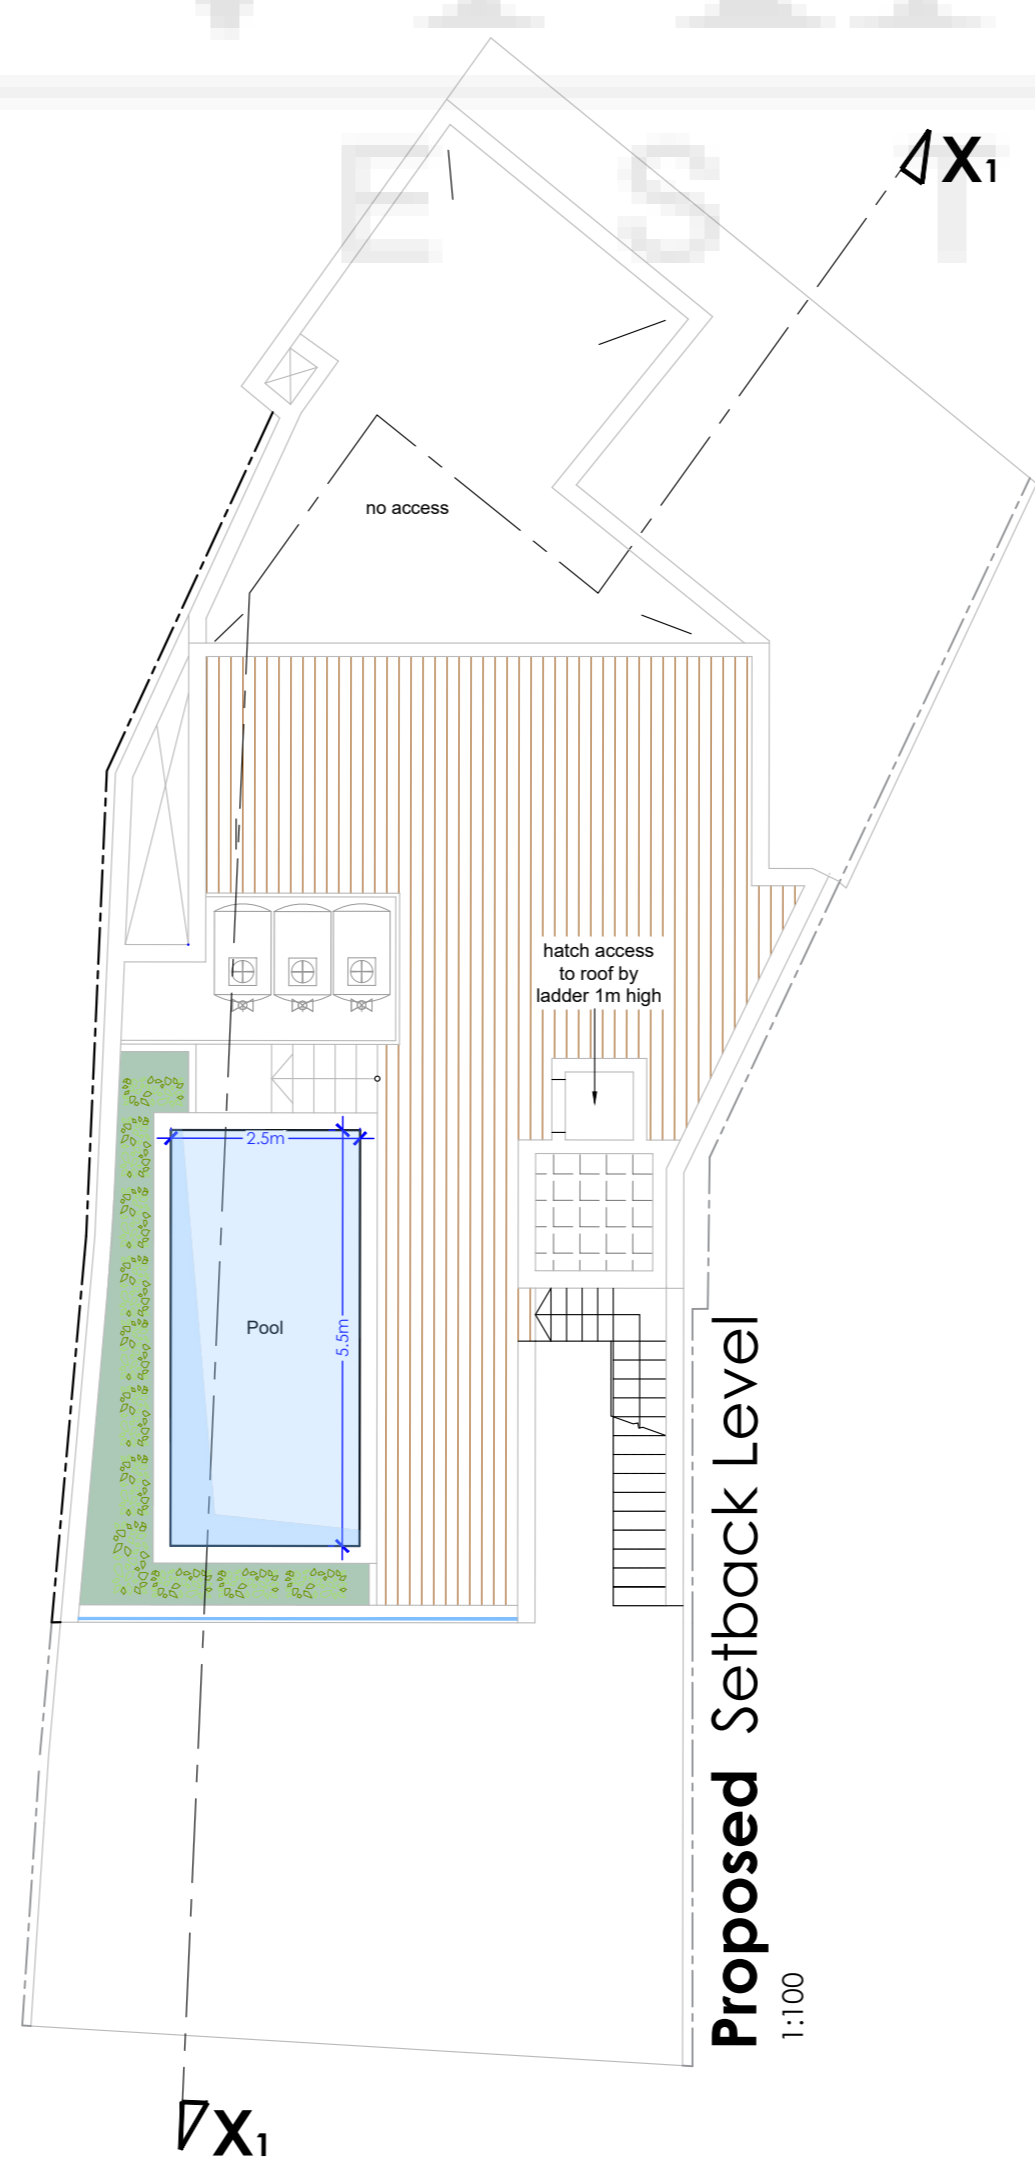 E S T
X1
no access
hatch access
to roof by
ladder 1m high
2.5m
5.5m
Pool
Proposed Setback Level
1:100
X1